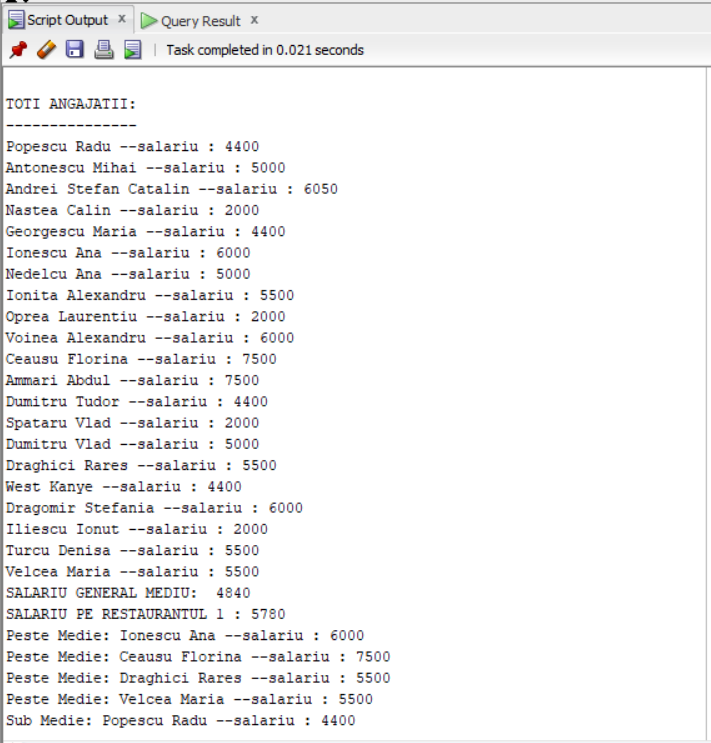 Script Output x Query Result x
Task completed in 0.021 seconds
TOTI ANGAJATII:
---------------
Popescu Radu --salariu : 4400
Antonescu Mihai --salariu : 5000
Andrei Stefan Catalin --salariu : 6050
Nastea Calin --salariu : 2000
Georgescu Maria --salariu : 4400
Ionescu Ana --salariu : 6000
Nedelcu Ana --salariu : 5000
Ionita Alexandru --salariu : 5500
Oprea Laurentiu --salariu : 2000
Voinea Alexandru --salariu : 6000
Ceausu Florina --salariu : 7500
Ammari Abdul --salariu : 7500
Dumitru Tudor --salariu : 4400
Spataru Vlad --salariu : 2000
Dumitru Vlad --salariu : 5000
Draghici Rares --salariu : 5500
West Kanye --salariu : 4400
Dragomir Stefania --salariu : 6000
Iliescu Ionut --salariu : 2000
Turcu Denisa --salariu : 5500
Velcea Maria --salariu : 5500
SALARIU GENERAL MEDIU:  4840
SALARIU PE RESTAURANTUL 1 : 5780
Peste Medie: Ionescu Ana --salariu : 6000
Peste Medie: Ceausu Florina --salariu : 7500
Peste Medie: Draghici Rares --salariu : 5500
Peste Medie: Velcea Maria --salariu : 5500
Sub Medie: Popescu Radu --salariu : 4400